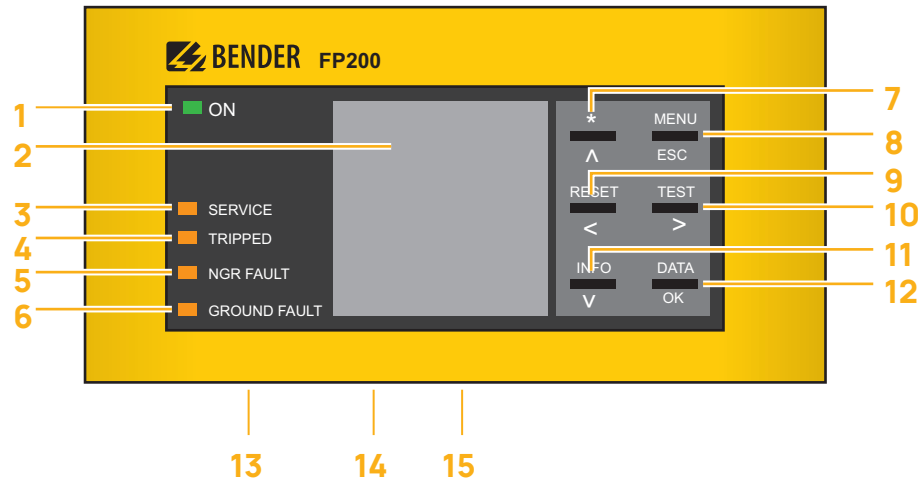 BENDER FP200
1
ON
2
3
SERVICE
4
TRIPPED
5
NGR FAULT
6
GROUND FAULT
* MENU
7
^ ESC
8
RESET TEST
9
< >
10
INFO DATA
11
V OK
12
13 14 15